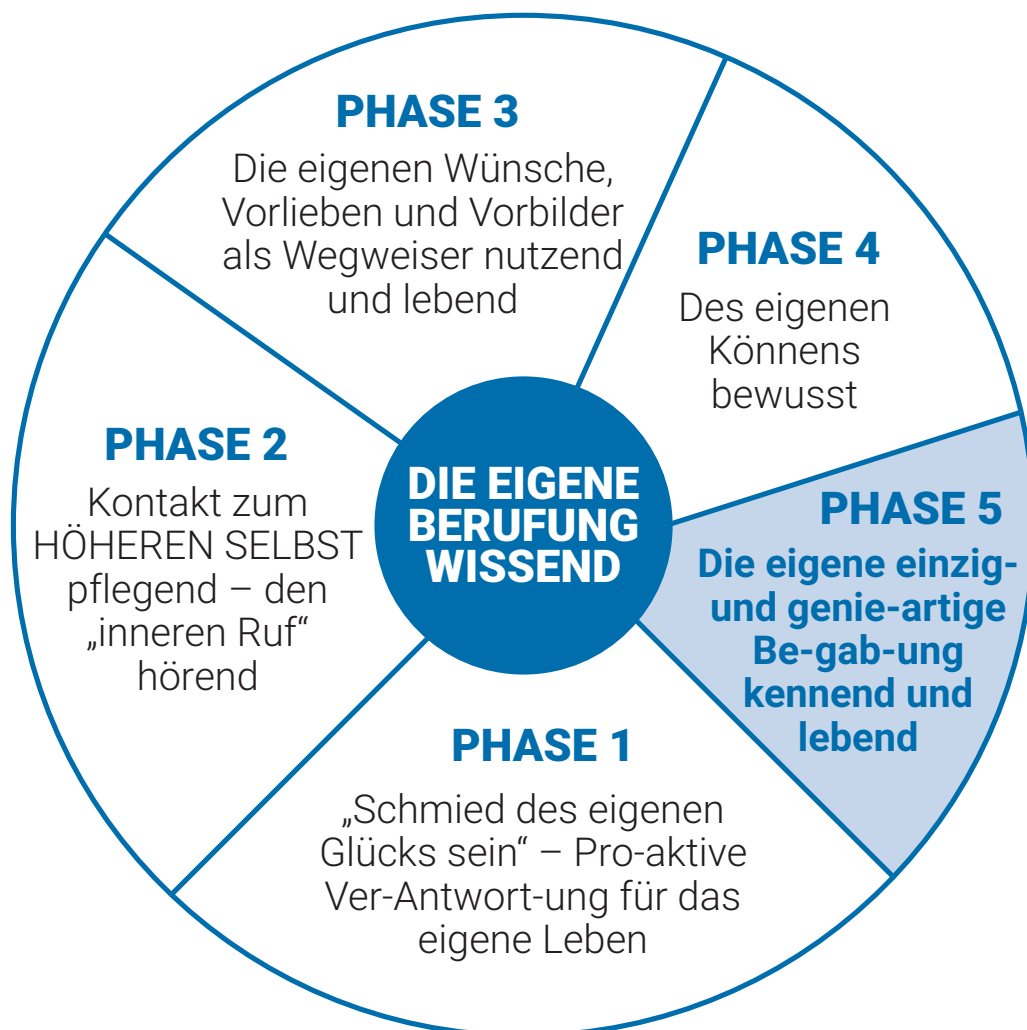 PHASE 3
Die eigenen Wünsche,
Vorlieben und Vorbilder
als Wegweiser nutzend
und lebend
PHASE 4
Des eigenen
Könnens
bewusst
PHASE 2
Kontakt zum
HÖHEREN SELBST
pflegend – den
„inneren Ruf“
hörend
DIE EIGENE
BERUFUNG
WISSEND
PHASE 5
Die eigene einzig-
und genie-artige
Be-gab-ung
kennend und
lebend
PHASE 1
„Schmied des eigenen
Glücks sein“ – Pro-aktive
Ver-Antwort-ung für das
eigene Leben